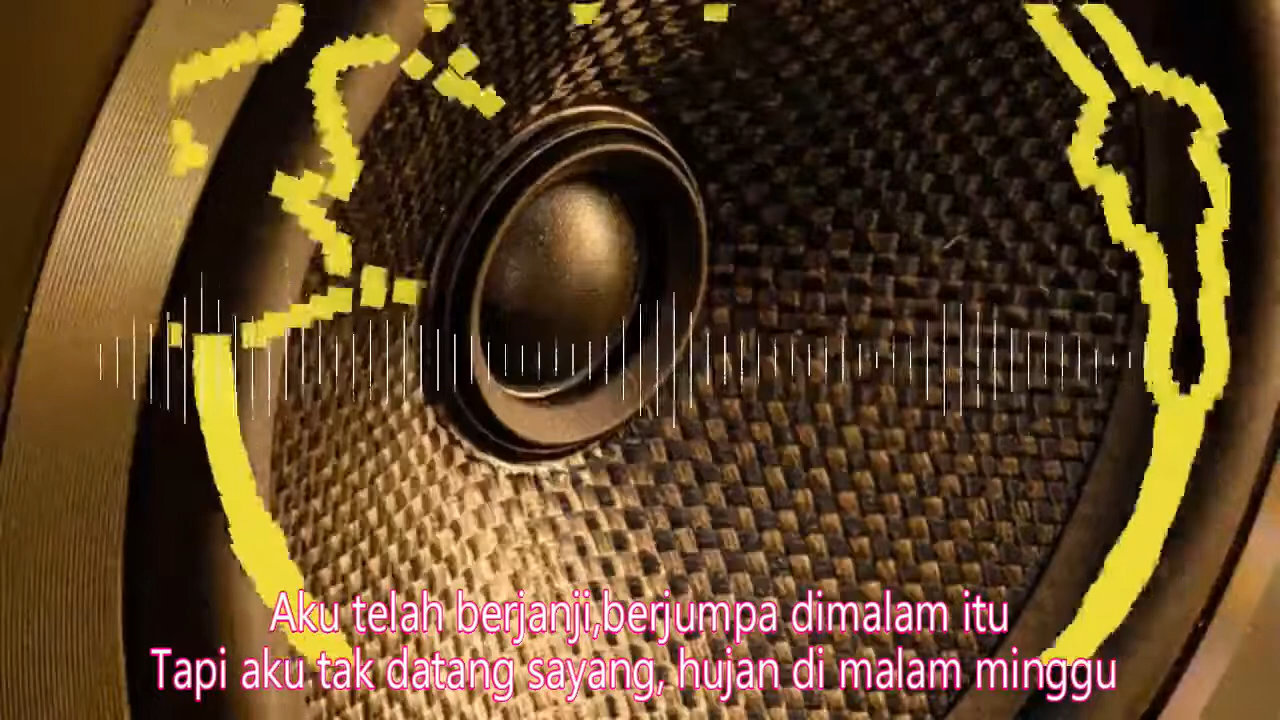 Aku telah berjanji,berjumpa dimalam itu
Tapi aku tak datang sayang, hujan di malam minggu